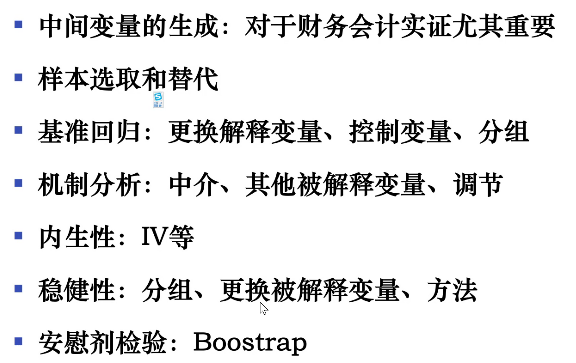 中间变量的生成：对于财务会计实证尤其重要
样本选取和替代
基准回归：更换解释变量、控制变量、分组
机制分析：中介、其他被解释变量、调节
内生性：IV等
稳健性：分组、更换被解释变量、方法
安慰剂检验：Boostrap